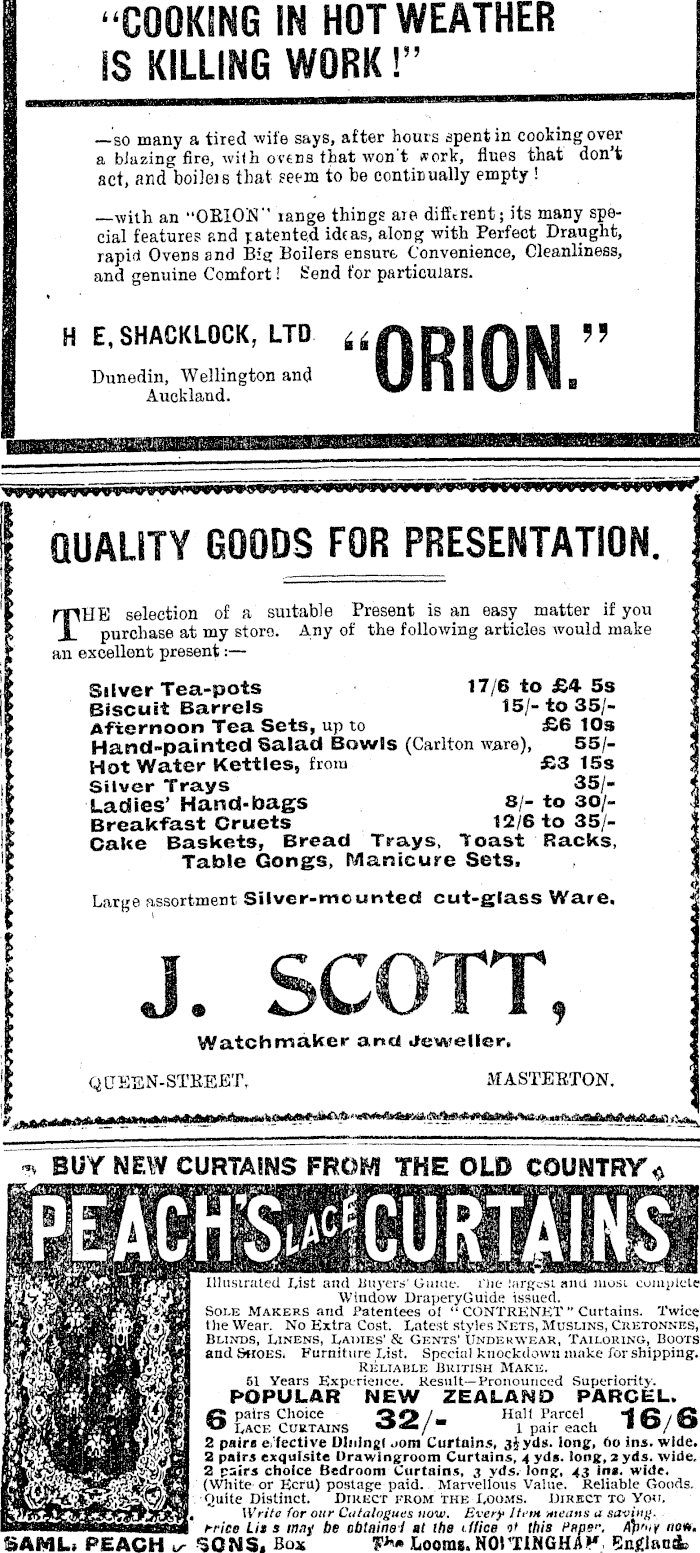 "COOKING IN HOT WEATHER
IS KILLING WORK!"
—so many a tired wife says, after hours spent in cooking over
a blazing fire, with ovens that won't work, flues that don't
act, and boilers that seem to be continually empty!
—with an "ORION" range things are different; its many spe-
cial features and patented ideas, along with Perfect Draught,
rapid Ovens and Big Boilers ensure Convenience, Cleanliness,
and genuine Comfort! Send for particulars.
H E, SHACKLOCK, LTD. "ORION."
Dunedin, Wellington and
Auckland.
QUALITY GOODS FOR PRESENTATION.
THE selection of a suitable Present is an easy matter if you
purchase at my store. Any of the following articles would make
an excellent present:—
Silver Tea-pots 17/6 to £4 5s
Biscuit Barrels 15/- to 35/-
Afternoon Tea Sets, up to £6 10s
Hand-painted Salad Bowls (Carlton ware), 55/-
Hot Water Kettles, from £3 15s
Silver Trays 35/-
Ladies' Hand-bags 8/- to 30/-
Breakfast Cruets 12/6 to 35/-
Cake Baskets, Bread Trays, Toast Racks,
Table Gongs, Manicure Sets.
Large assortment Silver-mounted cut-glass Ware.
J. SCOTT,
Watchmaker and Jeweller.
QUEEN-STREET, MASTERTON.
BUY NEW CURTAINS FROM THE OLD COUNTRY
PEACH'S LACE CURTAINS
Illustrated List and Buyers' Guide. The largest and most complete
Window DraperyGuide issued.
SOLE MAKERS and Patentees of "CONTRENET" Curtains. Twice
the Wear. No Extra Cost. Latest styles NETS, MUSLINS, CRETONNES,
BLINDS, LINENS, LADIES' & GENTS' UNDERWEAR, TAILORING, BOOTS
and SHOES. Furniture List. Special knockdown make for shipping.
RELIABLE BRITISH MAKE.
51 Years Experience. Result—Pronounced Superiority.
POPULAR NEW ZEALAND PARCEL.
6 pairs Choice LACE CURTAINS 32/- Half Parcel 1 pair each 16/6
2 pairs effective Diningroom Curtains, 3½ yds. long, 60 ins. wide.
2 pairs exquisite Drawingroom Curtains, 4 yds. long, 2 yds. wide.
2 pairs choice Bedroom Curtains, 3 yds. long, 43 ins. wide.
(White or Ecru) postage paid. Marvellous Value. Reliable Goods.
Quite Distinct. DIRECT FROM THE LOOMS. DIRECT TO YOU.
Write for our Catalogues now. Every Item means a saving.
Price Lists may be obtained at the office of this Paper. Apply now.
SAML. PEACH & SONS, Box The Looms. NOTTINGHAM, England.